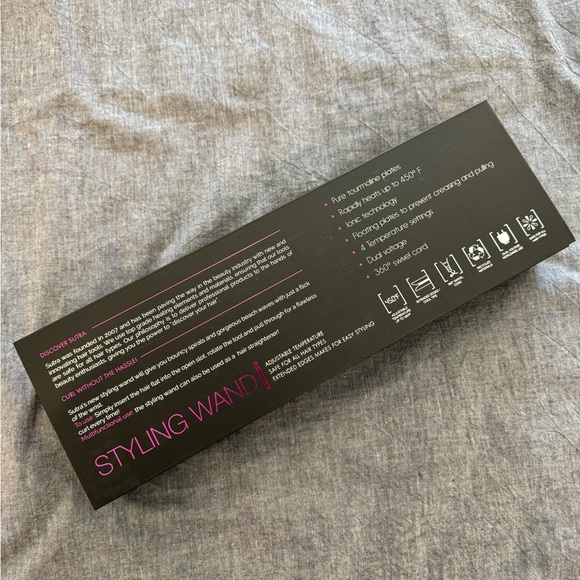 DISCOVER SUTRA
Sutra was founded in 2007 and has been paving the way in the beauty industry with new and
innovating hair tools. We use top grade heating elements and materials, ensuring that our tools
are safe for all hair types. Our philosophy is to deliver professional products to the hands of
beauty enthusiasts, giving you the power to "discover your hair"
CURL WITHOUT THE HASSLE!
Sutra's new styling wand will give you bouncy spirals and gorgeous beach waves with just a flick
of the wrist.
To use: Simply insert the hair fult into the open slot, rotate the tool and pull through for a flawless
curl every time!
Multifunctional use: the styling wand can also be used as a hair straightener!
STYLING WAND
ADJUSTABLE TEMPERATURE
SAFE FOR ALL HAIR TYPES
EXTENDED EDGES MAKES FOR EASY STYLING
• Pure tourmaline plates
• Rapidly heats up to 450° F
• Ionic technology
• Floating plates to prevent creasing and pulling
• 4 Temperature settings
• Dual voltage
• 360° swivel cord
450°F